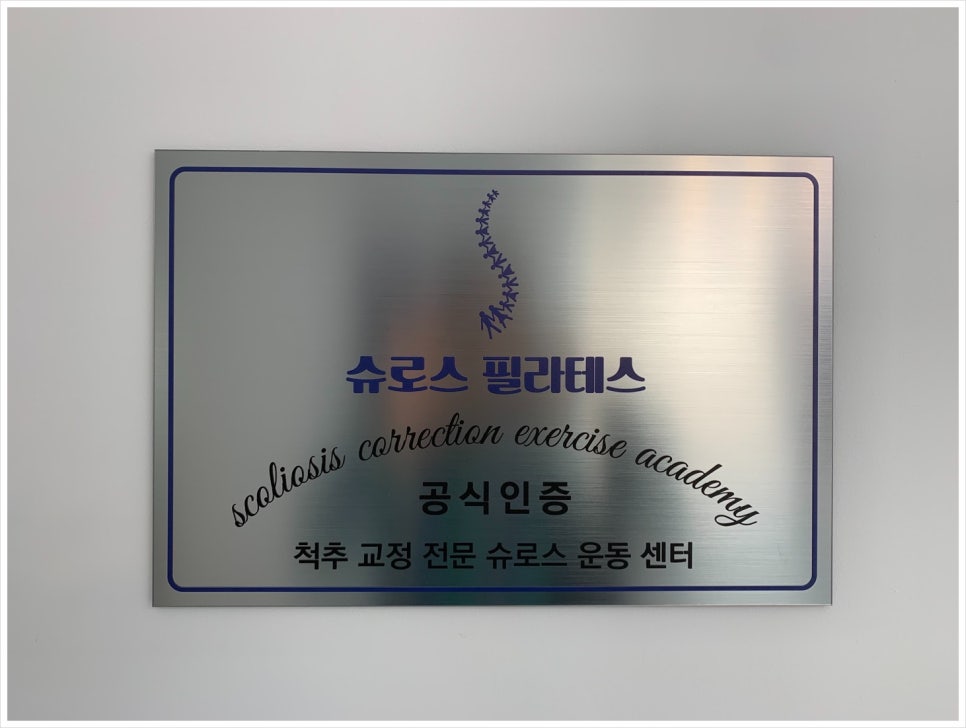 슈로스 필라테스
scoliosis correction exercise academy
공식인증
척추 교정 전문 슈로스 운동 센터